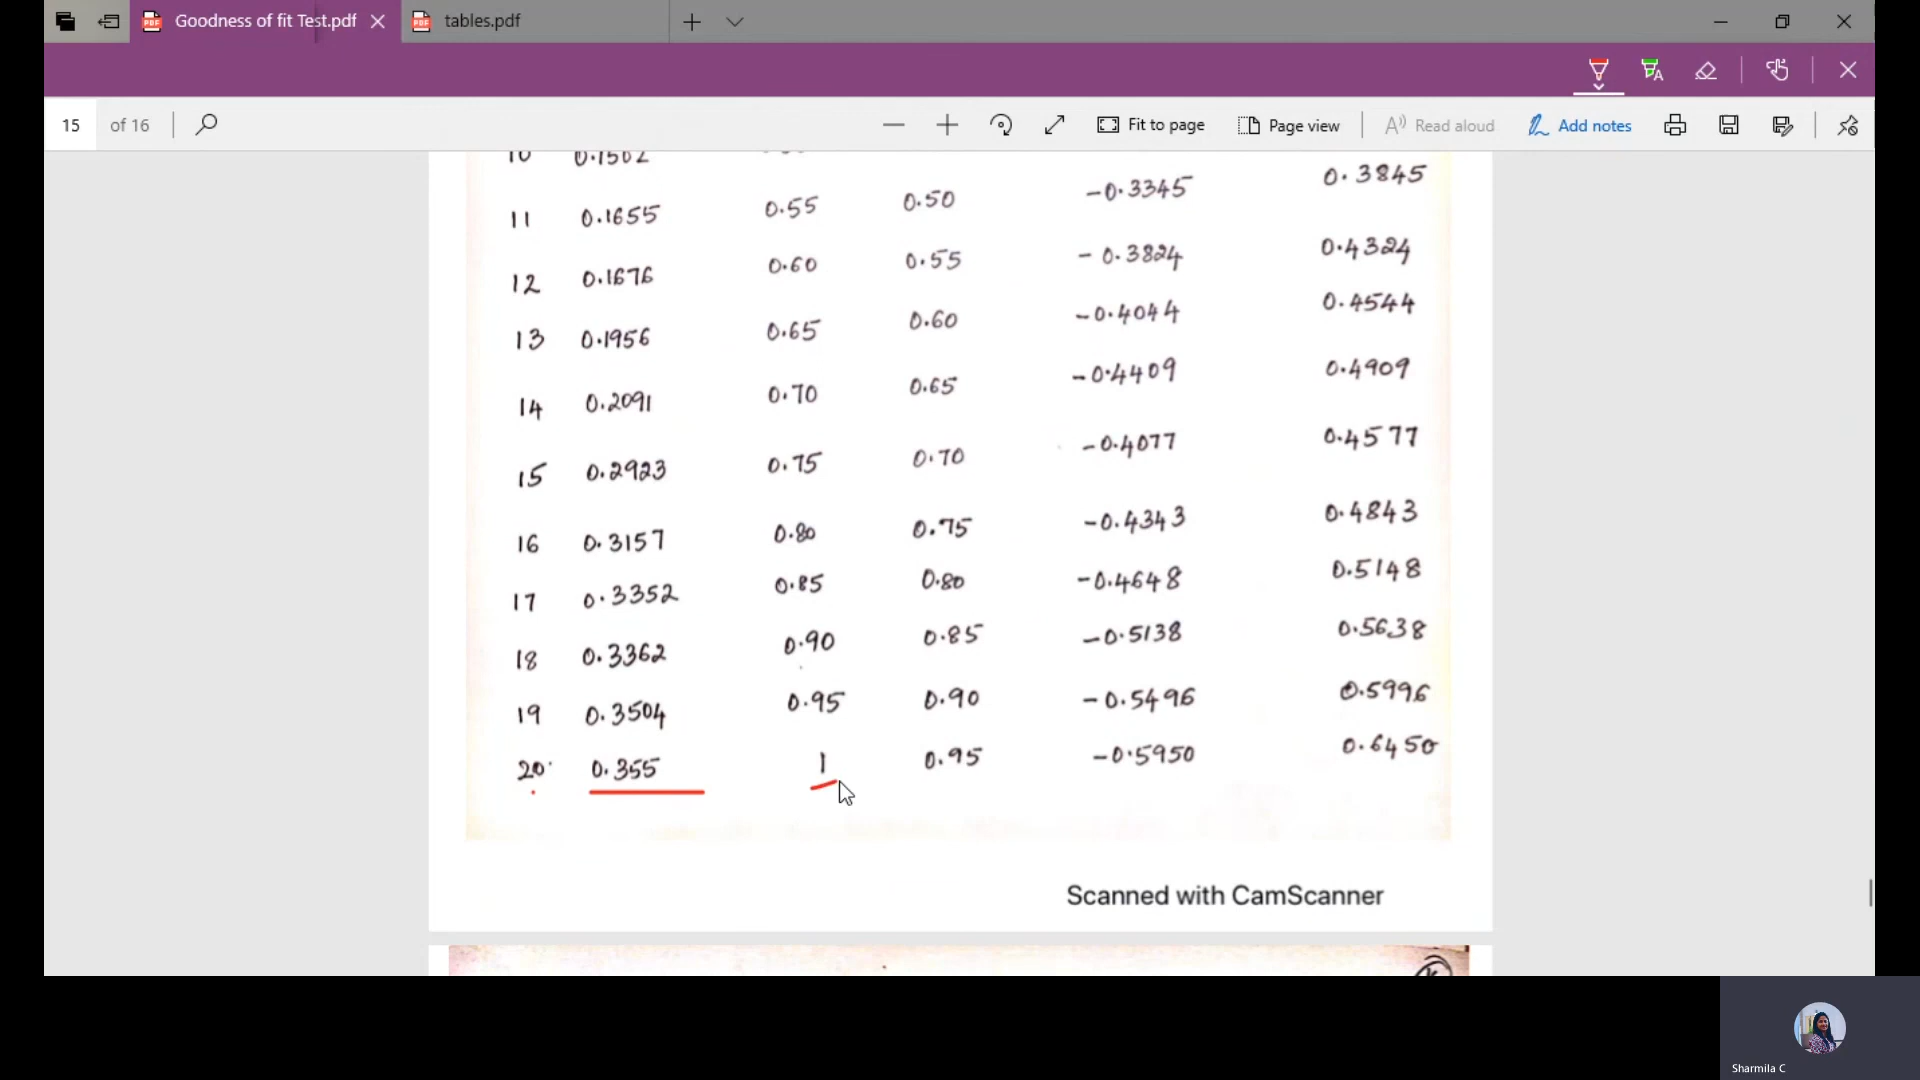 Goodness of fit Test.pdf
tables.pdf
15 of 16
Fit to page
Page view
Read aloud
Add notes
10 0.1502
11 0.1655 0.55 0.50 -0.3345 0.3845
12 0.1676 0.60 0.55 -0.3824 0.4324
13 0.1956 0.65 0.60 -0.4044 0.4544
14 0.2091 0.70 0.65 -0.4409 0.4909
15 0.2923 0.75 0.70 -0.4077 0.4577
16 0.3157 0.80 0.75 -0.4343 0.4843
17 0.3352 0.85 0.80 -0.4648 0.5148
18 0.3362 0.90 0.85 -0.5138 0.5638
19 0.3504 0.95 0.90 -0.5496 0.5996
20 0.355 1 0.95 -0.5950 0.6450
Scanned with CamScanner
Sharmila C